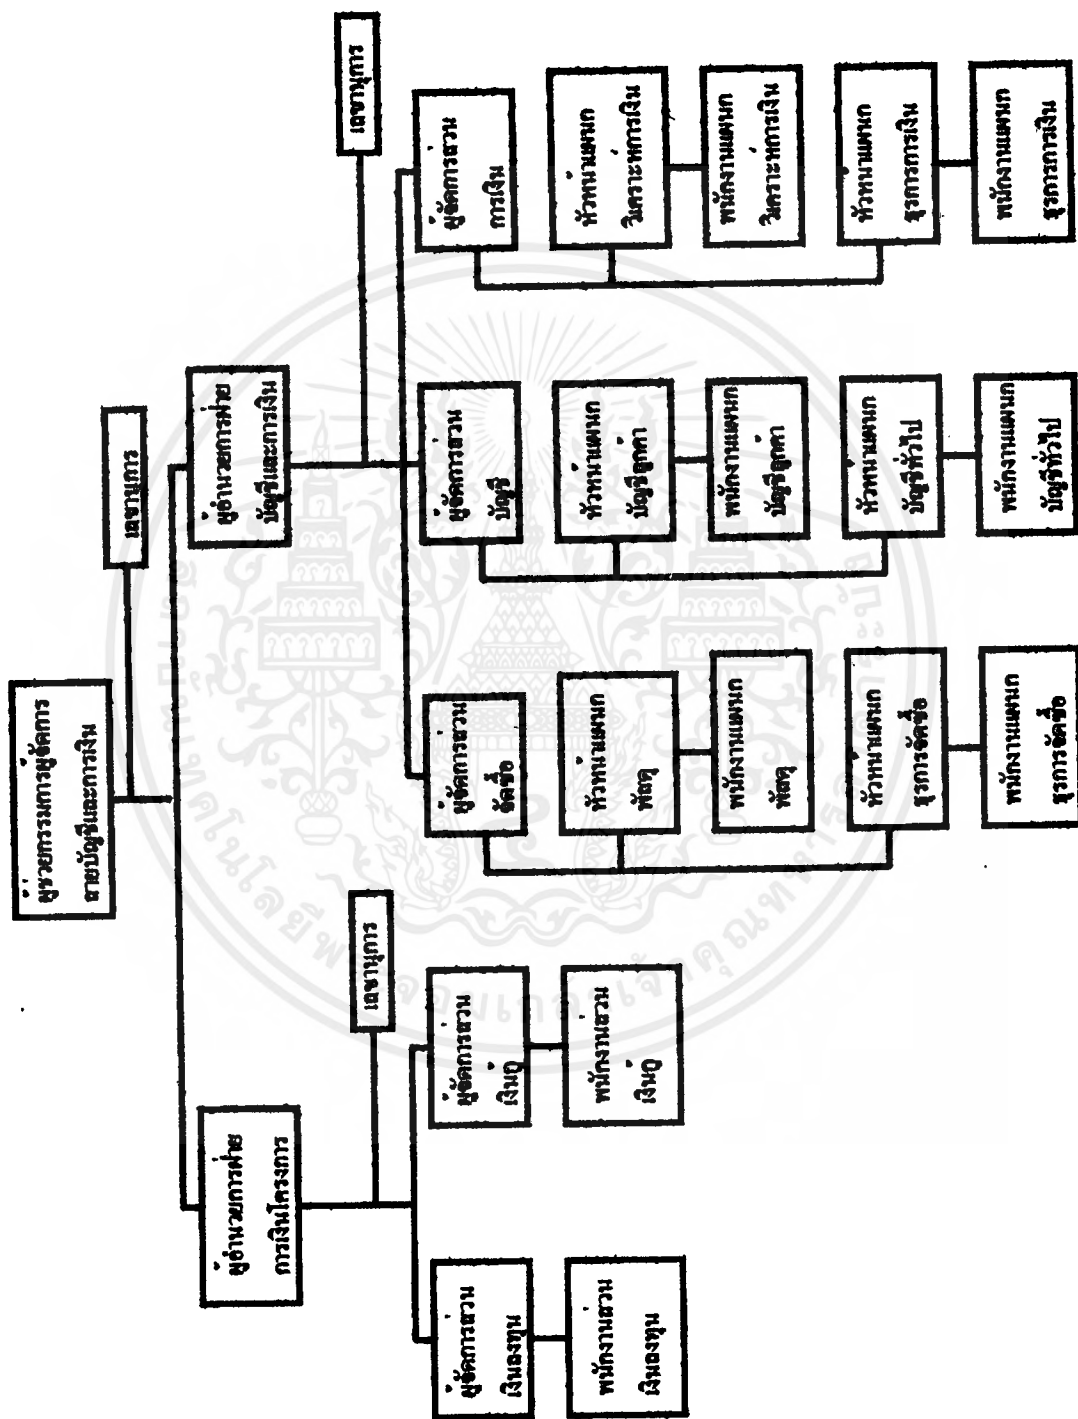 ผู้ช่วยกรรมการผู้จัดการ
สายบัญชีและการเงิน
เลขานุการ
ผู้อำนวยการฝ่าย
การเงินโครงการ
ผู้อำนวยการฝ่าย
บัญชีและการเงิน
เลขานุการ
เลขานุการ
ผู้จัดการส่วน
เงินลงทุน
ผู้จัดการส่วน
เงินกู้
ผู้จัดการส่วน
จัดซื้อ
ผู้จัดการส่วน
บัญชี
ผู้จัดการส่วน
การเงิน
พนักงานส่วน
เงินลงทุน
พนักงานส่วน
เงินกู้
หัวหน้าแผนก
พัสดุ
หัวหน้าแผนก
บัญชีลูกค้า
หัวหน้าแผนก
วิเคราะห์การเงิน
พนักงานแผนก
พัสดุ
พนักงานแผนก
บัญชีลูกค้า
พนักงานแผนก
วิเคราะห์การเงิน
หัวหน้าแผนก
ธุรการจัดซื้อ
หัวหน้าแผนก
บัญชีทั่วไป
หัวหน้าแผนก
ธุรการการเงิน
พนักงานแผนก
ธุรการจัดซื้อ
พนักงานแผนก
บัญชีทั่วไป
พนักงานแผนก
ธุรการการเงิน